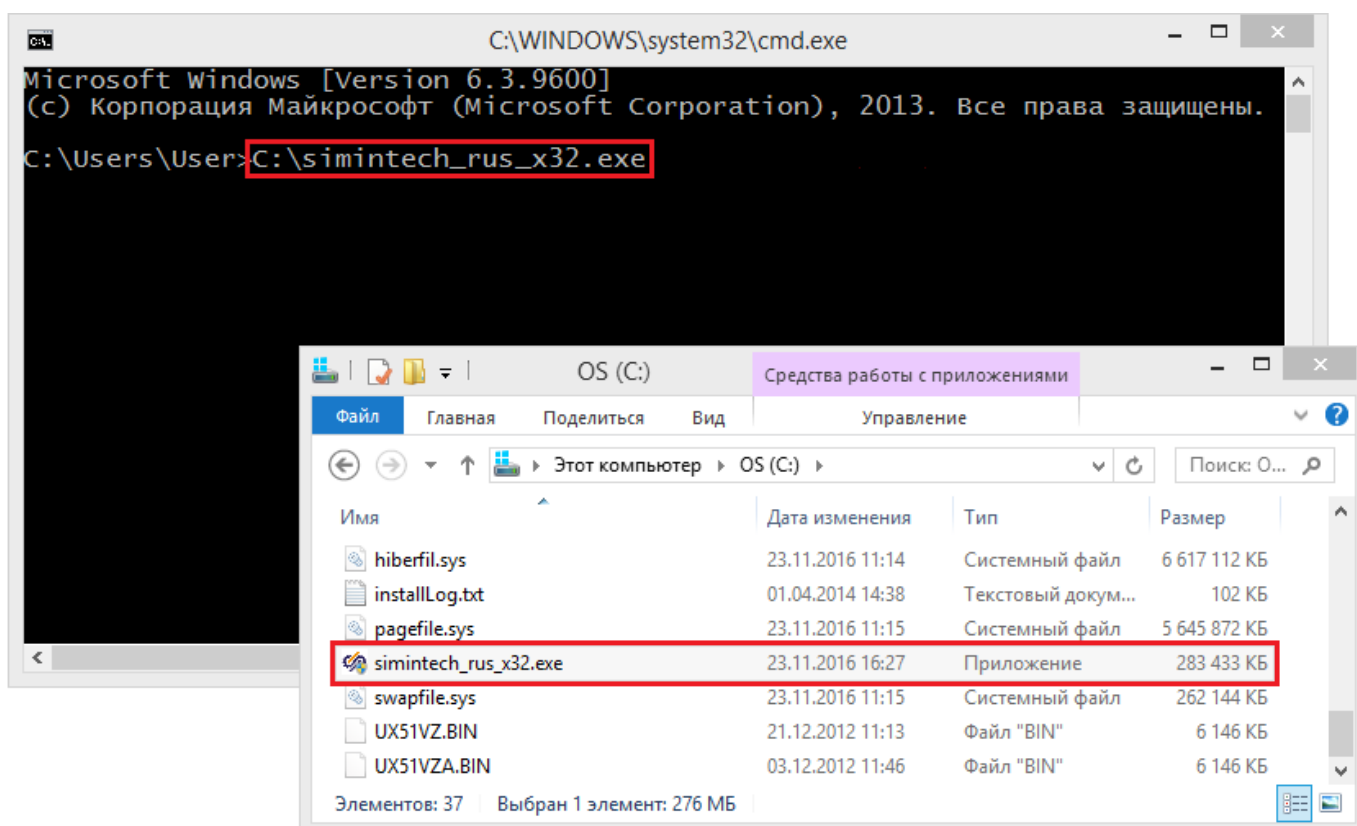 C:\WINDOWS\system32\cmd.exe
Microsoft Windows [Version 6.3.9600]
(c) Корпорация Майкрософт (Microsoft Corporation), 2013. Все права защищены.
C:\Users\User>C:\simintech_rus_x32.exe
OS (C:) Средства работы с приложениями
Файл Главная Поделиться Вид Управление
Этот компьютер OS (C:) Поиск: O...
Имя Дата изменения Тип Размер
hiberfil.sys 23.11.2016 11:14 Системный файл 6 617 112 КБ
installLog.txt 01.04.2014 14:38 Текстовый докум... 102 КБ
pagefile.sys 23.11.2016 11:15 Системный файл 5 645 872 КБ
simintech_rus_x32.exe 23.11.2016 16:27 Приложение 283 433 КБ
swapfile.sys 23.11.2016 11:15 Системный файл 262 144 КБ
UX51VZ.BIN 21.12.2012 11:13 Файл "BIN" 6 146 КБ
UX51VZA.BIN 03.12.2012 11:46 Файл "BIN" 6 146 КБ
Элементов: 37 Выбран 1 элемент: 276 МБ